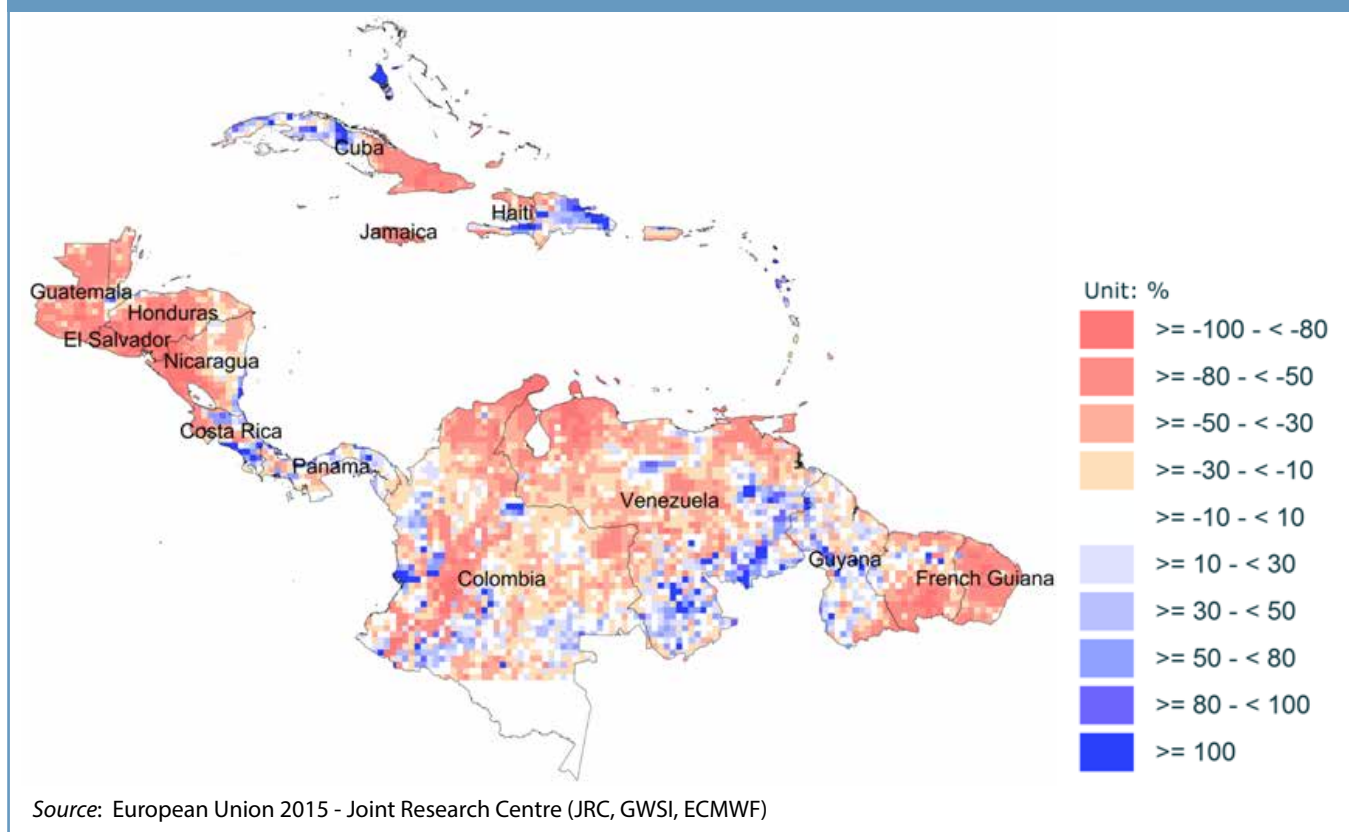 Cuba
Haiti
Jamaica
Guatemala
Honduras
El Salvador
Nicaragua
Costa Rica
Panama
Venezuela
Colombia
Guyana
French Guiana
Unit: %
>= -100 - < -80
>= -80 - < -50
>= -50 - < -30
>= -30 - < -10
>= -10 - < 10
>= 10 - < 30
>= 30 - < 50
>= 50 - < 80
>= 80 - < 100
>= 100
Source: European Union 2015 - Joint Research Centre (JRC, GWSI, ECMWF)